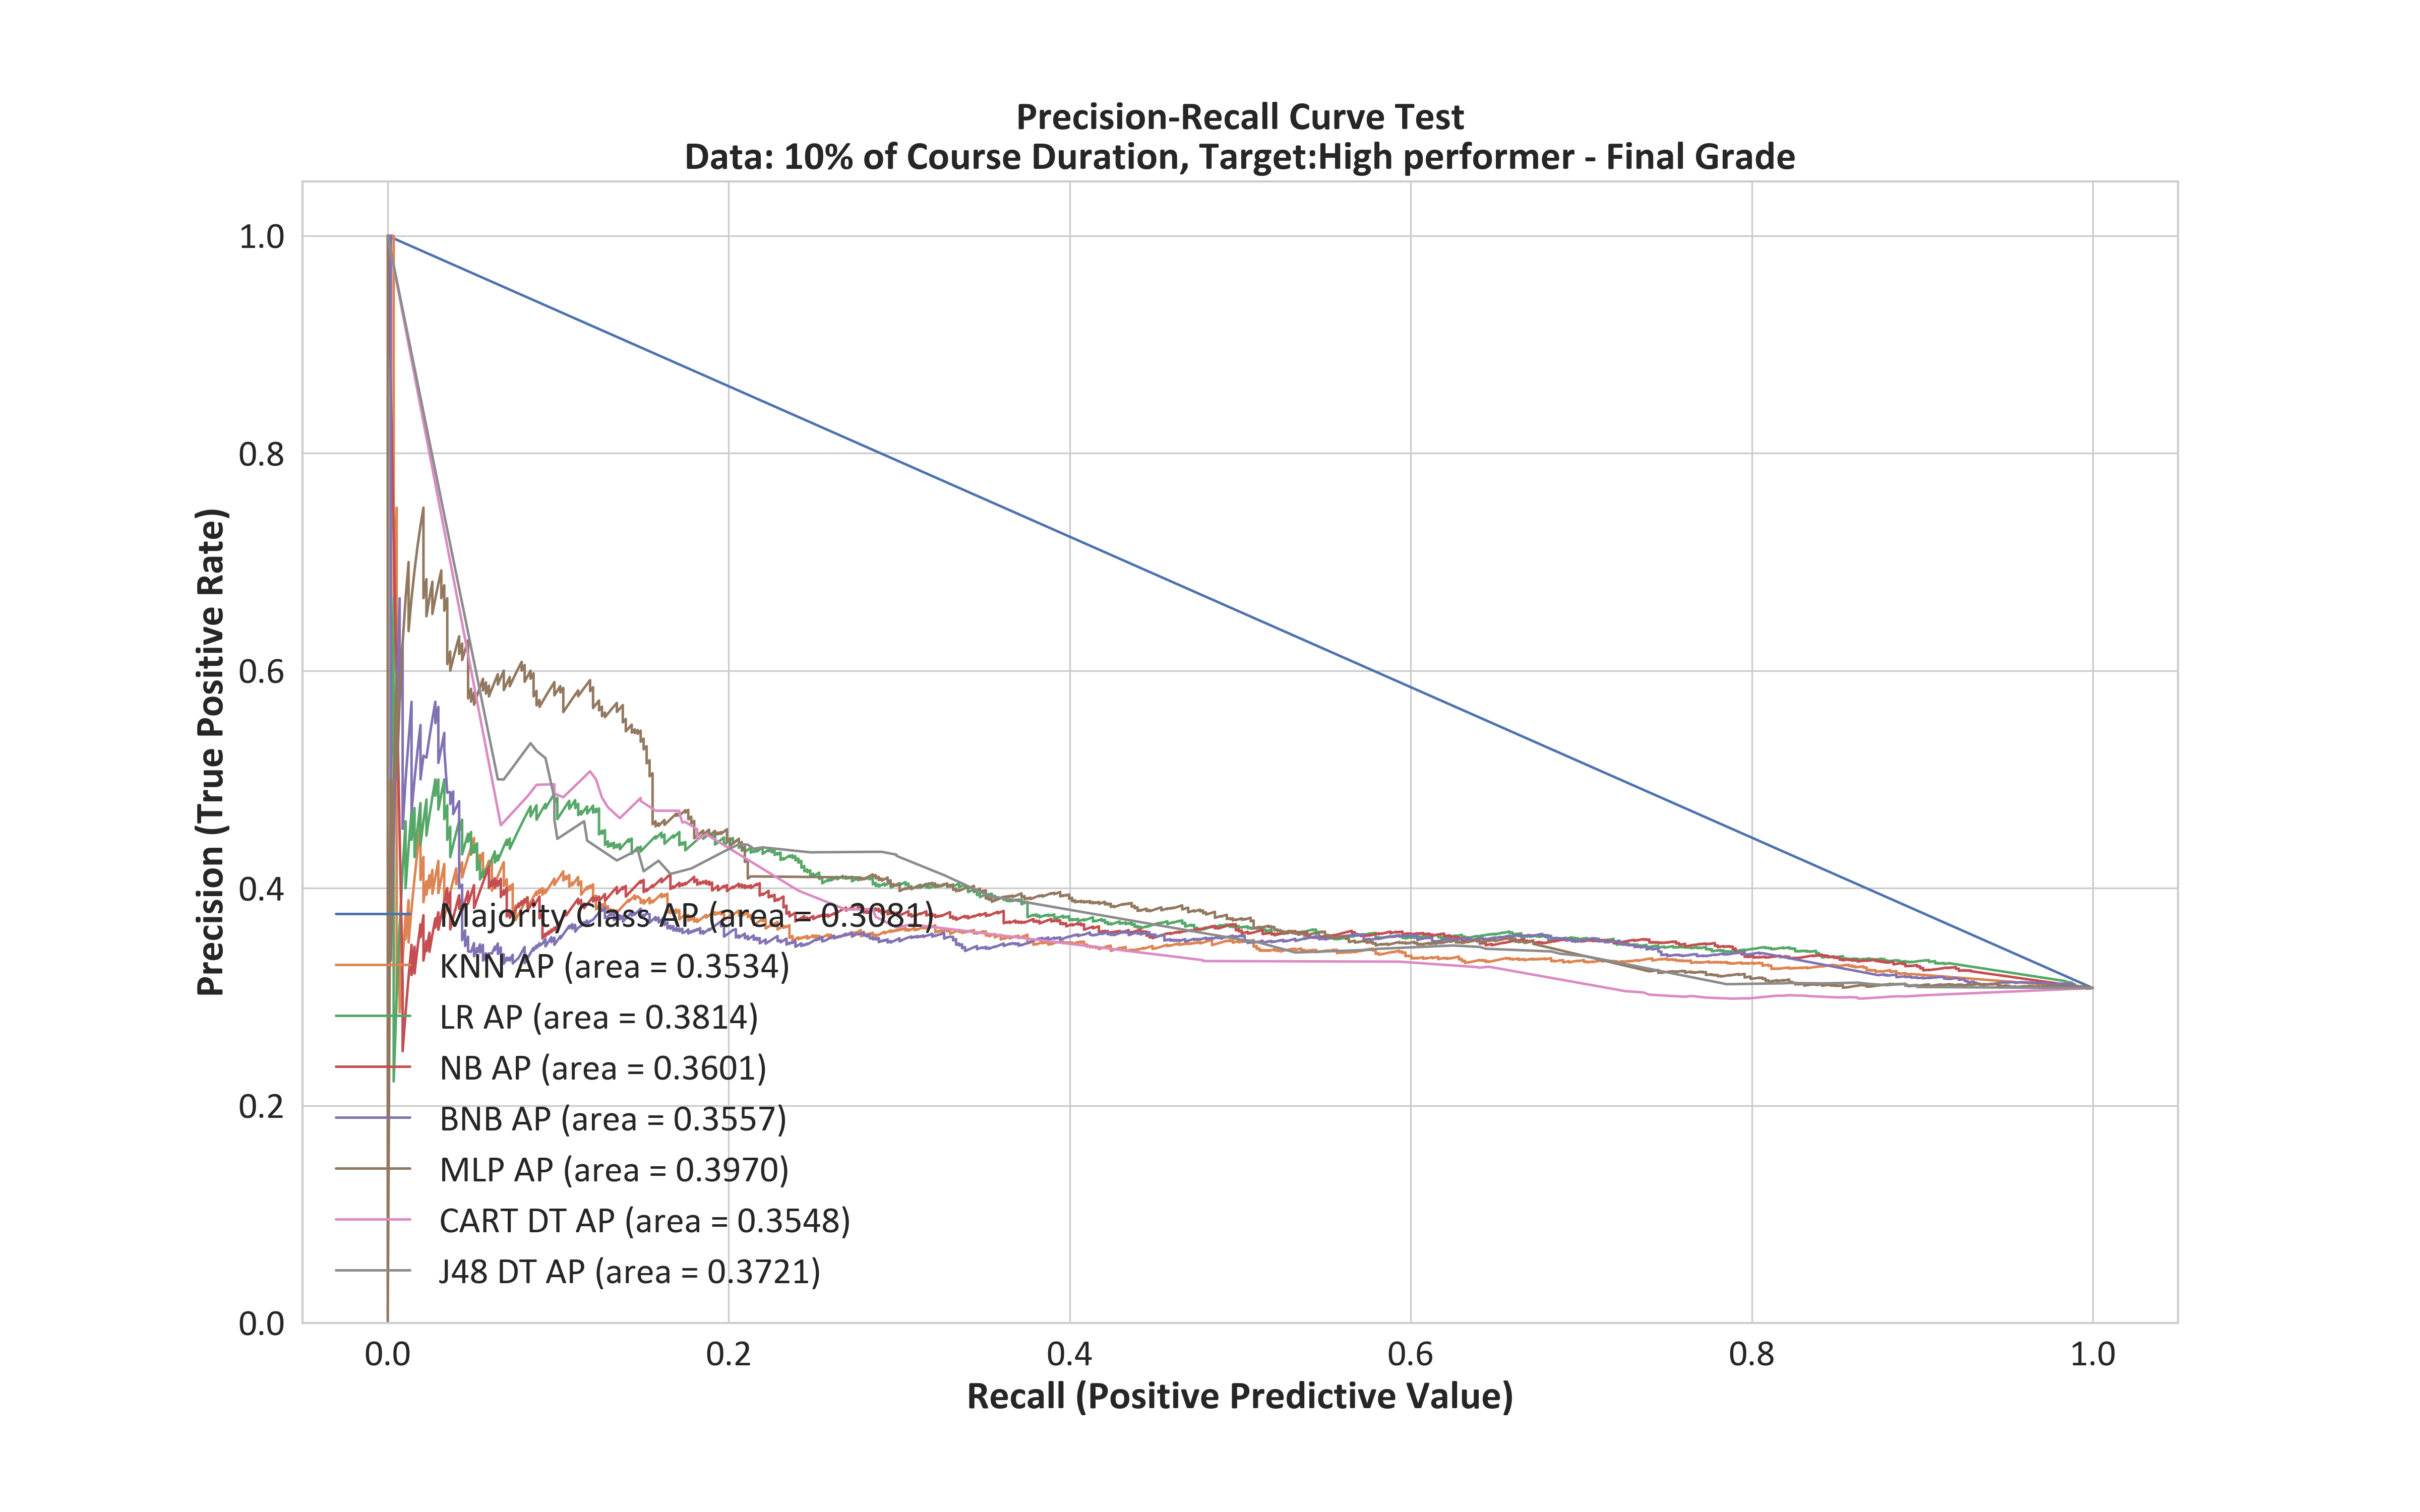 Precision-Recall Curve Test
Data: 10% of Course Duration, Target:High performer - Final Grade
Precision (True Positive Rate)
1.0
0.8
0.6
0.4
0.2
0.0
Majority Class AP (area = 0.3081)
KNN AP (area = 0.3534)
LR AP (area = 0.3814)
NB AP (area = 0.3601)
BNB AP (area = 0.3557)
MLP AP (area = 0.3970)
CART DT AP (area = 0.3548)
J48 DT AP (area = 0.3721)
0.0 0.2 0.4 0.6 0.8 1.0
Recall (Positive Predictive Value)